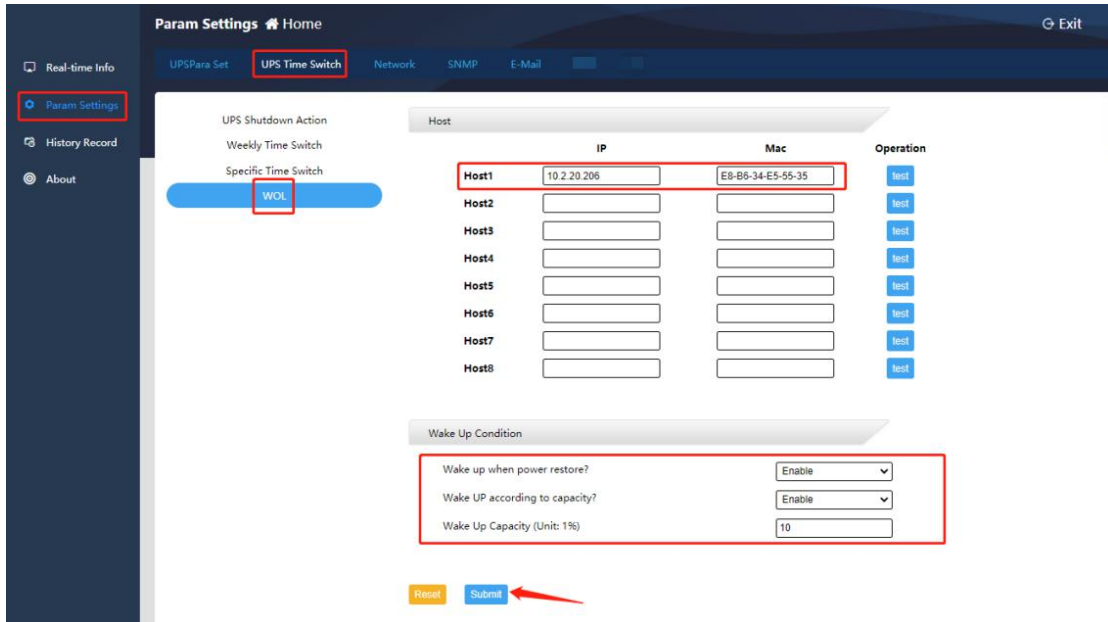 Param Settings Home Exit
Real-time Info
Param Settings
History Record
About
UPSPara Set UPS Time Switch Network SNMP E-Mail
UPS Shutdown Action
Weekly Time Switch
Specific Time Switch
WOL
Host
IP Mac Operation
Host1 10.2.20.206 E8-B6-34-E5-55-35 test
Host2 test
Host3 test
Host4 test
Host5 test
Host6 test
Host7 test
Host8 test
Wake Up Condition
Wake up when power restore? Enable
Wake UP according to capacity? Enable
Wake Up Capacity (Unit: 1%) 10
Reset Submit